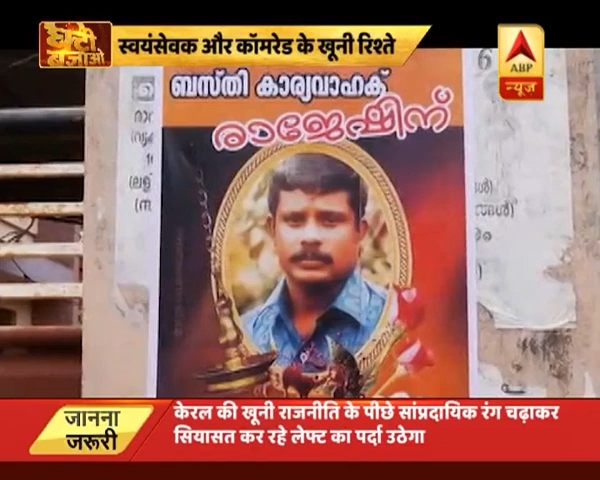 घंटी
बजाओ
स्वयंसेवक और कॉमरेड के खूनी रिश्ते
ABP
न्यूज़
6
ബസ്തി കാര്യവാഹക്
രാജേഷിന്
जानना
जरूरी
केरल की खूनी राजनीति के पीछे सांप्रदायिक रंग चढ़ाकर
सियासत कर रहे लेफ्ट का पर्दा उठेगा